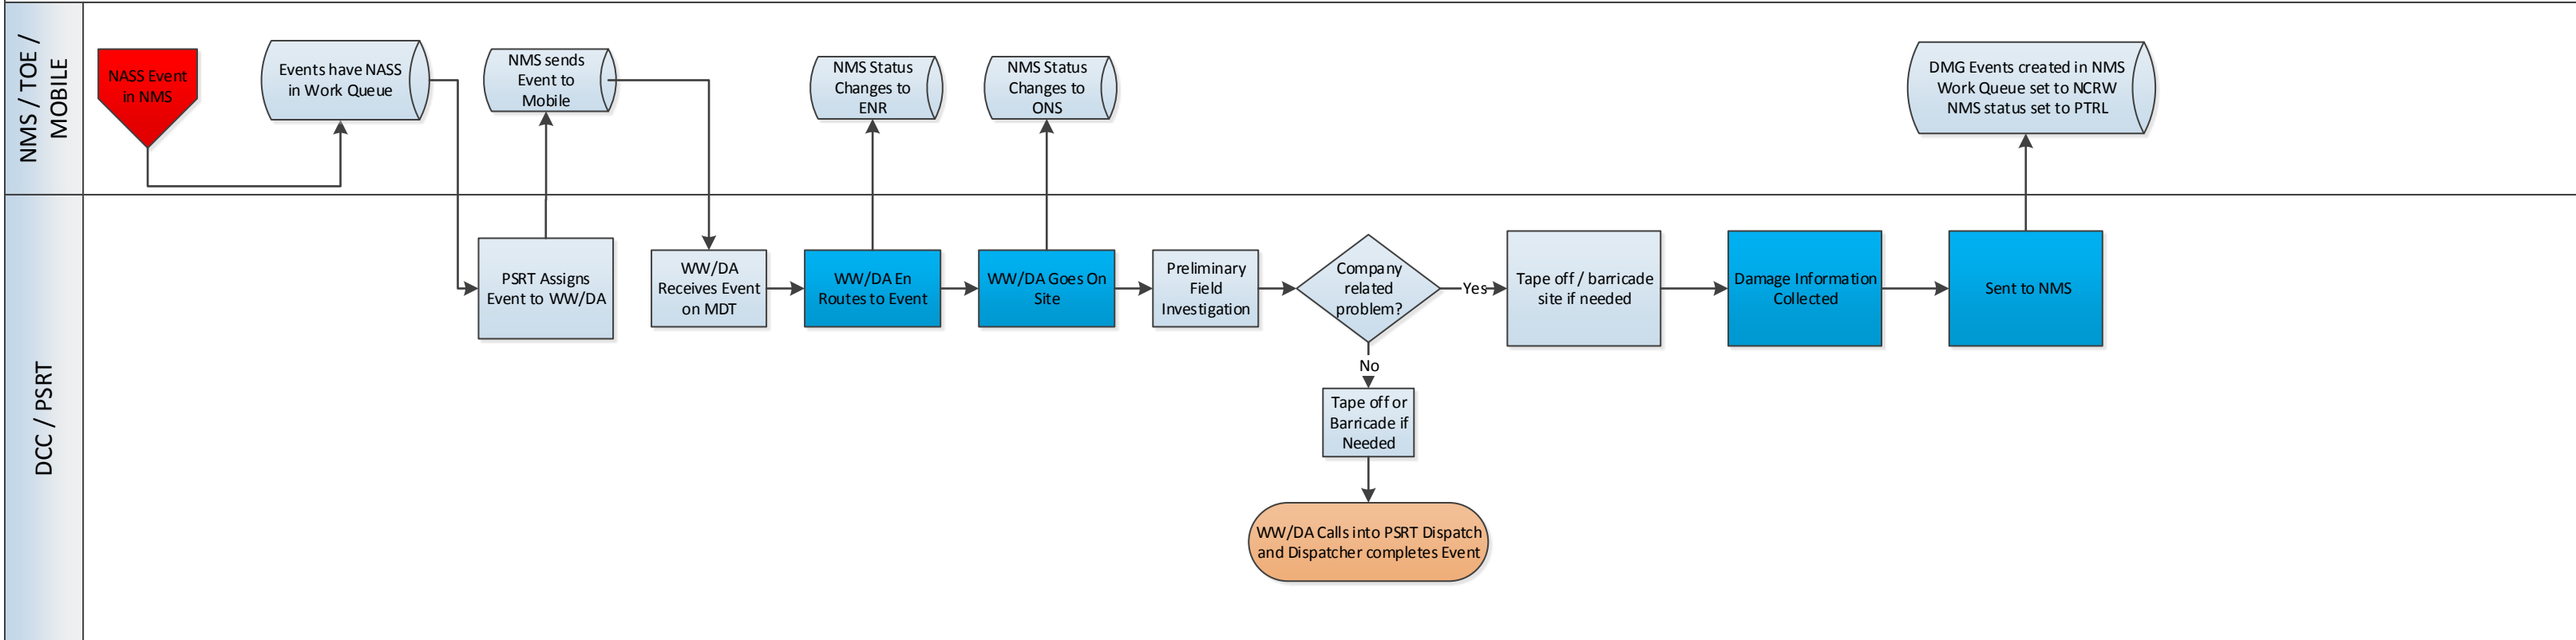 NMS / TOE /
MOBILE
NASS Event
in NMS
Events have NASS
in Work Queue
NMS sends
Event to
Mobile
NMS Status
Changes to
ENR
NMS Status
Changes to
ONS
DMG Events created in NMS
Work Queue set to NCRW
NMS status set to PTRL
DCC / PSRT
PSRT Assigns
Event to WW/DA
WW/DA
Receives Event
on MDT
WW/DA En
Routes to Event
WW/DA Goes On
Site
Preliminary
Field
Investigation
Company
related
problem?
Yes
Tape off / barricade
site if needed
Damage Information
Collected
Sent to NMS
No
Tape off or
Barricade if
Needed
WW/DA Calls into PSRT Dispatch
and Dispatcher completes Event